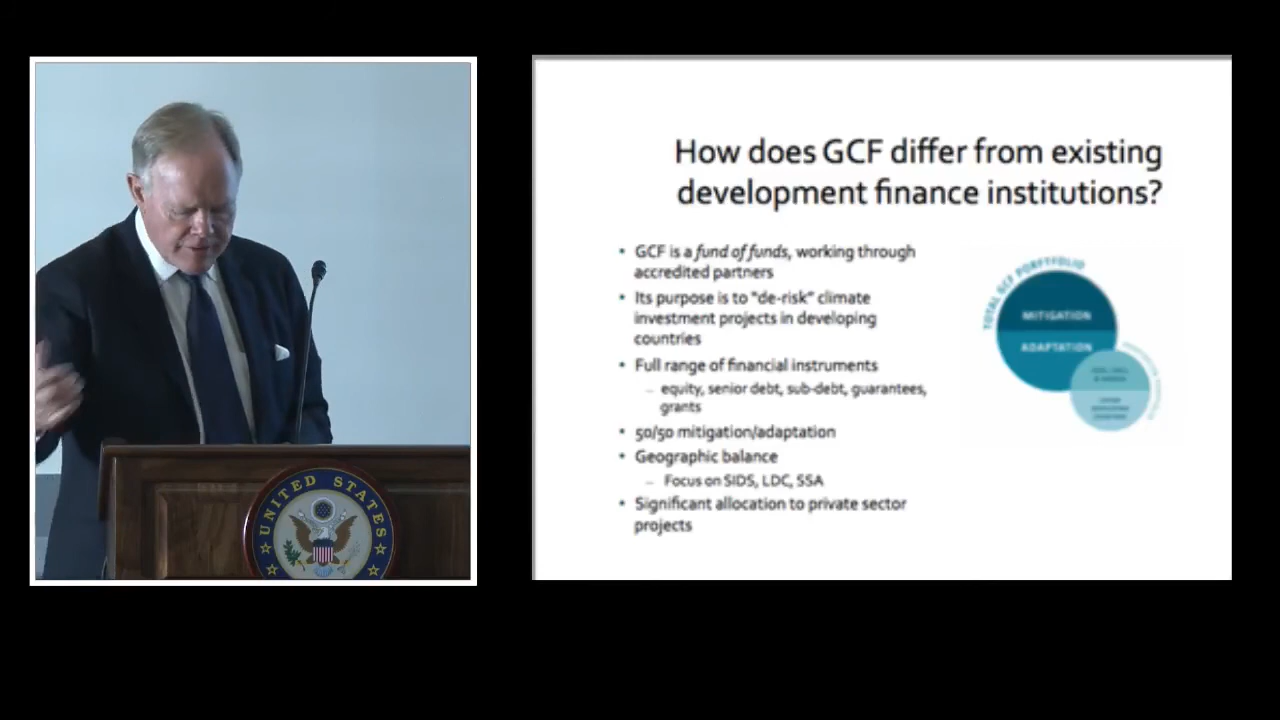 UNITED STATES
How does GCF differ from existing
development finance institutions?
• GCF is a fund of funds, working through
accredited partners
• Its purpose is to "de-risk" climate
investment projects in developing
countries
• Full range of financial instruments
– equity, senior debt, sub-debt, guarantees,
grants
• 50/50 mitigation/adaptation
• Geographic balance
– Focus on SIDS, LDC, SSA
• Significant allocation to private sector
projects
TOTAL GCF PORTFOLIO
MITIGATION
ADAPTATION